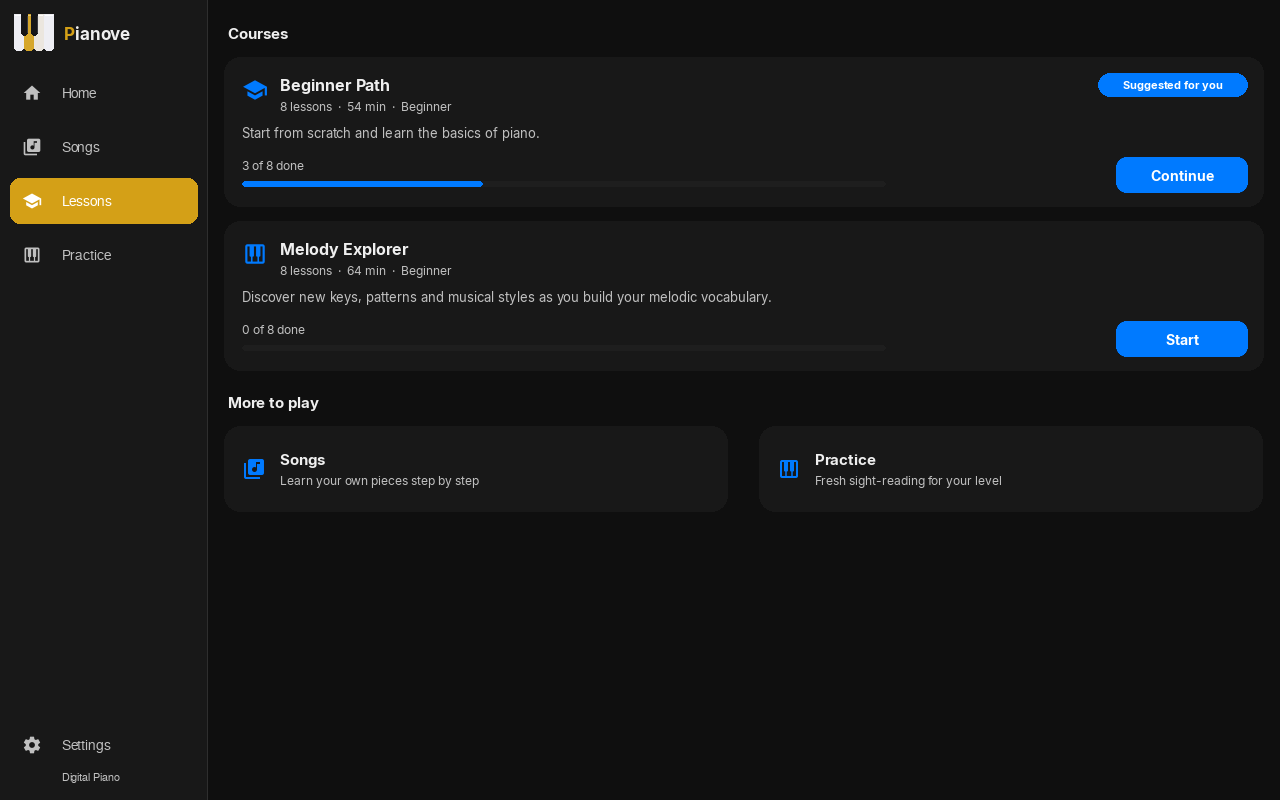 Pianove
Home
Songs
Lessons
Practice
Settings
Digital Piano
Courses
Beginner Path
Suggested for you
8 lessons · 54 min · Beginner
Start from scratch and learn the basics of piano.
3 of 8 done
Continue
Melody Explorer
8 lessons · 64 min · Beginner
Discover new keys, patterns and musical styles as you build your melodic vocabulary.
0 of 8 done
Start
More to play
Songs
Learn your own pieces step by step
Practice
Fresh sight-reading for your level